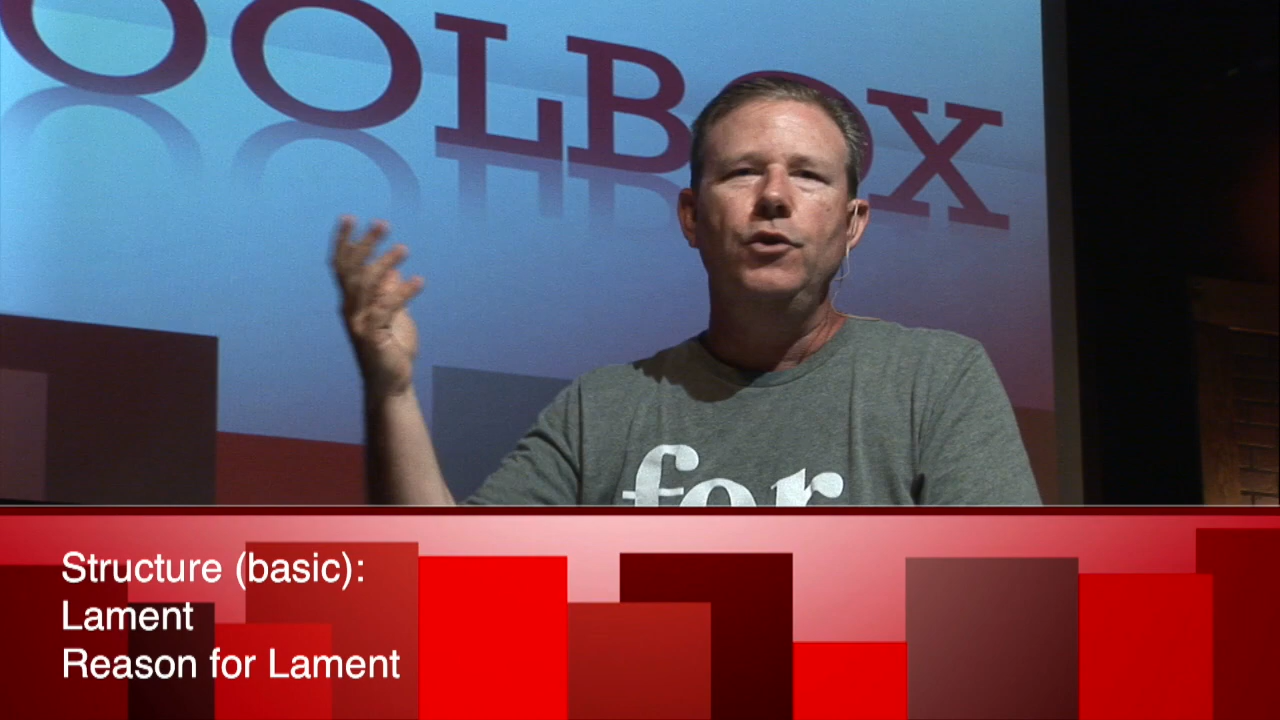 OOLBOX
for
Structure (basic):
Lament
Reason for Lament